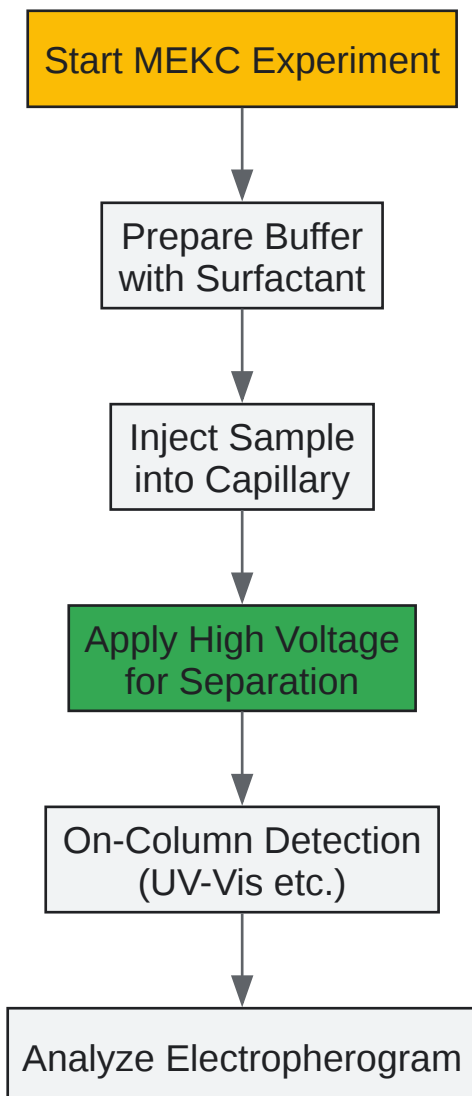 Start MEKC Experiment
Prepare Buffer
with Surfactant
Inject Sample
into Capillary
Apply High Voltage
for Separation
On-Column Detection
(UV-Vis etc.)
Analyze Electropherogram